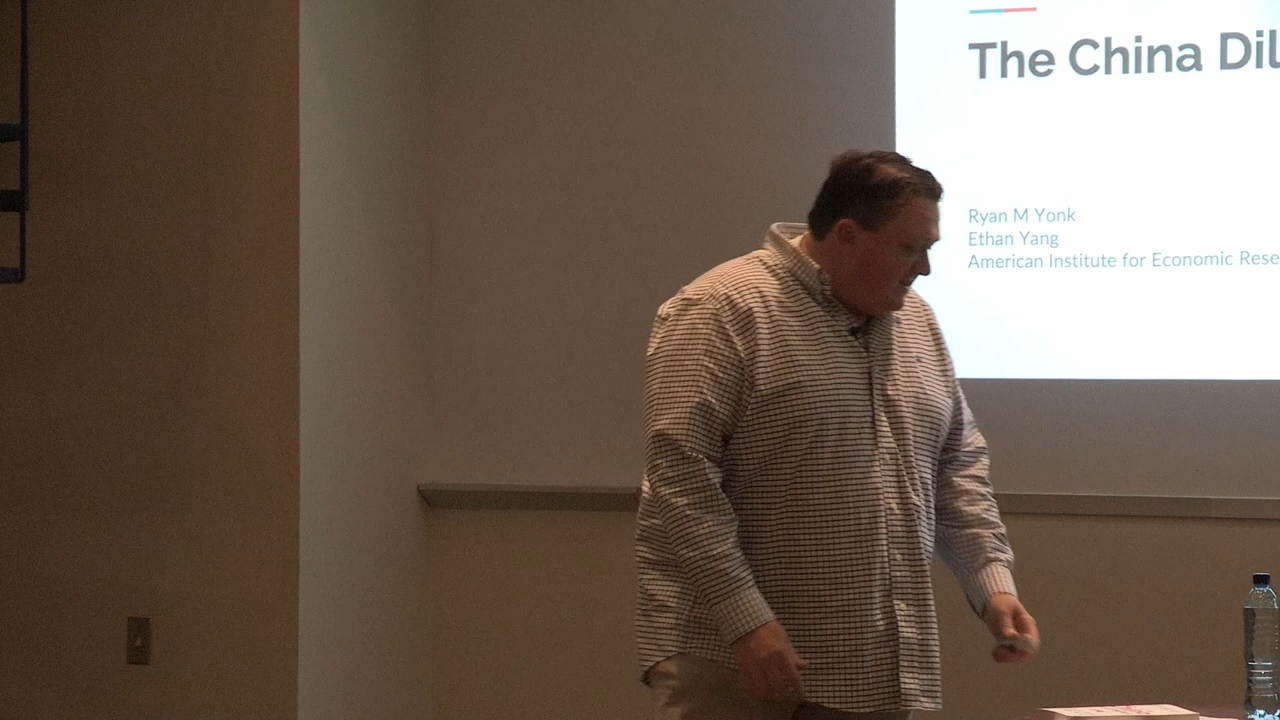 The China Dil
Ryan M Yonk
Ethan Yang
American Institute for Economic Rese